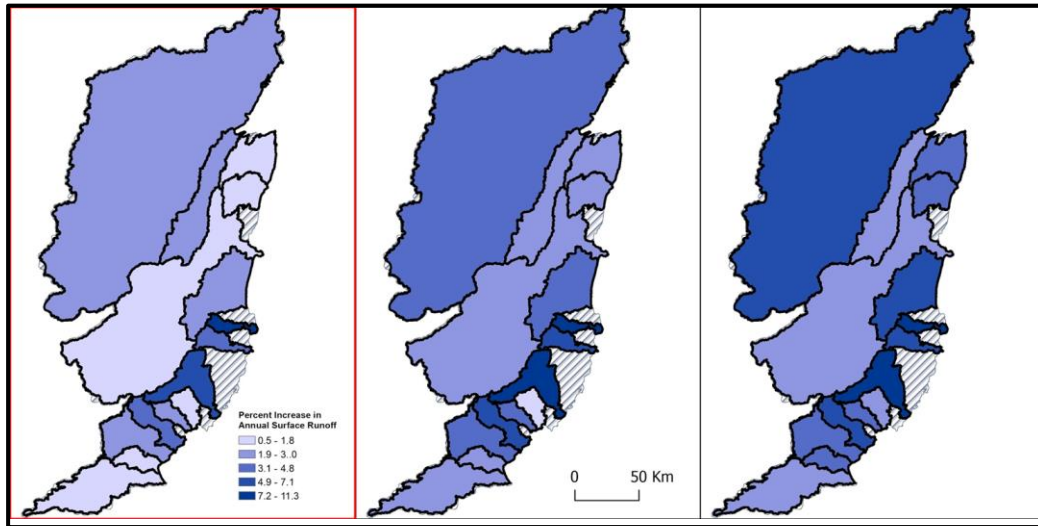 Percent Increase in
Annual Surface Runoff
0.5 - 1.8
1.9 - 3..0
3.1 - 4.8
4.9 - 7.1
7.2 - 11.3
0 50 Km